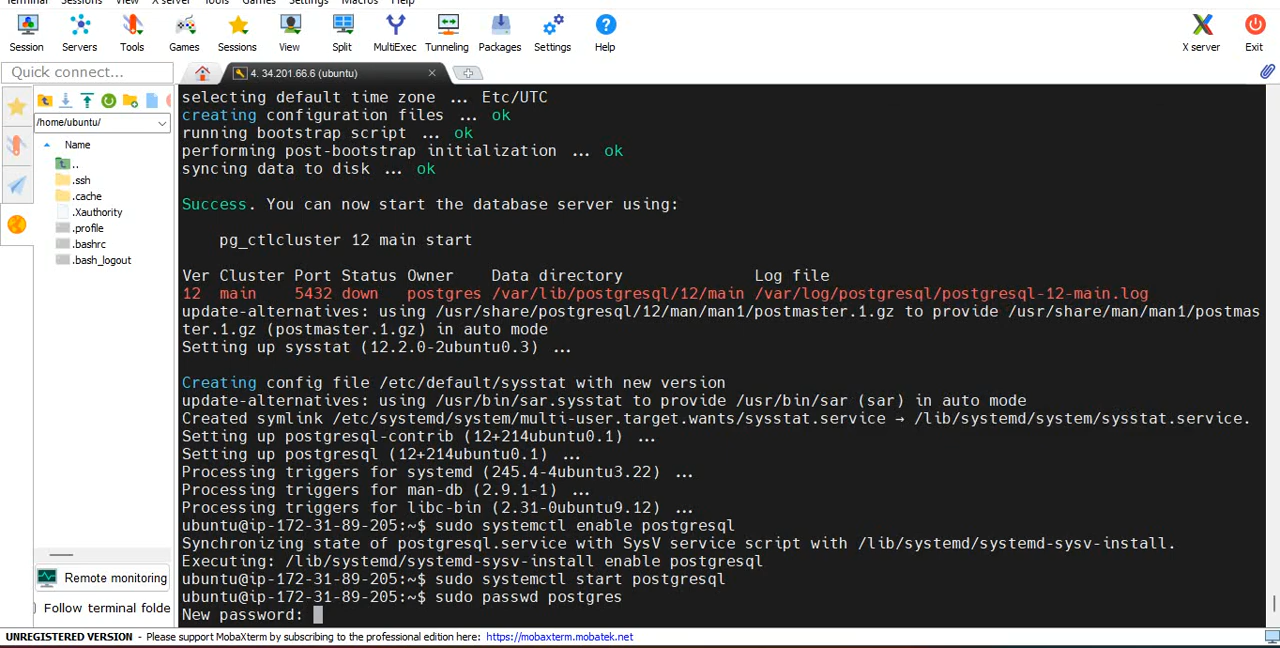 Terminal Sessions View X server Tools Games Settings Macros Help
Session Servers Tools Games Sessions View Split MultiExec Tunneling Packages Settings Help X server Exit
Quick connect...
4. 34.201.66.6 (ubuntu)
/home/ubuntu/
Name
..
.ssh
.cache
.Xauthority
.profile
.bashrc
.bash_logout
Remote monitoring
Follow terminal folde
selecting default time zone ... Etc/UTC
creating configuration files ... ok
running bootstrap script ... ok
performing post-bootstrap initialization ... ok
syncing data to disk ... ok
Success. You can now start the database server using:
pg_ctlcluster 12 main start
Ver Cluster Port Status Owner Data directory Log file
12 main 5432 down postgres /var/lib/postgresql/12/main /var/log/postgresql/postgresql-12-main.log
update-alternatives: using /usr/share/postgresql/12/man/man1/postmaster.1.gz to provide /usr/share/man/man1/postmas
ter.1.gz (postmaster.1.gz) in auto mode
Setting up sysstat (12.2.0-2ubuntu0.3) ...
Creating config file /etc/default/sysstat with new version
update-alternatives: using /usr/bin/sar.sysstat to provide /usr/bin/sar (sar) in auto mode
Created symlink /etc/systemd/system/multi-user.target.wants/sysstat.service → /lib/systemd/system/sysstat.service.
Setting up postgresql-contrib (12+214ubuntu0.1) ...
Setting up postgresql (12+214ubuntu0.1) ...
Processing triggers for systemd (245.4-4ubuntu3.22) ...
Processing triggers for man-db (2.9.1-1) ...
Processing triggers for libc-bin (2.31-0ubuntu9.12) ...
ubuntu@ip-172-31-89-205:~$ sudo systemctl enable postgresql
Synchronizing state of postgresql.service with SysV service script with /lib/systemd/systemd-sysv-install.
Executing: /lib/systemd/systemd-sysv-install enable postgresql
ubuntu@ip-172-31-89-205:~$ sudo systemctl start postgresql
ubuntu@ip-172-31-89-205:~$ sudo passwd postgres
New password:
UNREGISTERED VERSION - Please support MobaXterm by subscribing to the professional edition here: https://mobaxterm.mobatek.net